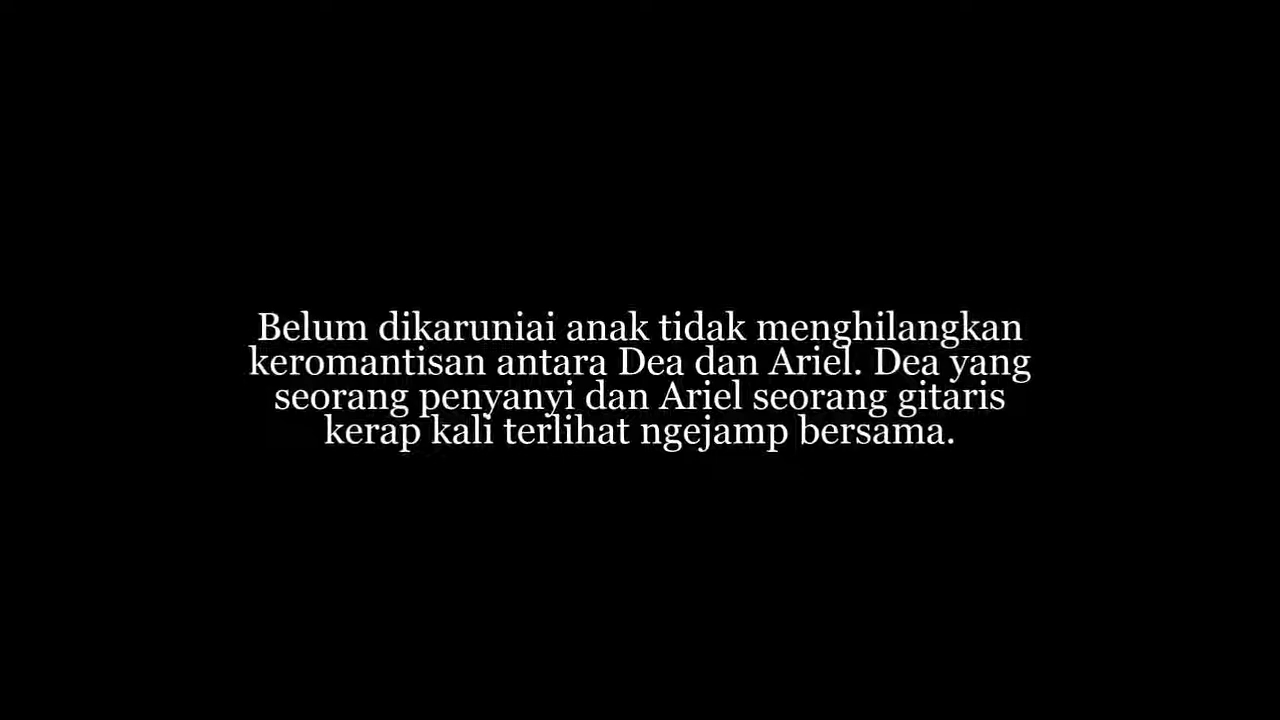 Belum dikaruniai anak tidak menghilangkan
keromantisan antara Dea dan Ariel. Dea yang
seorang penyanyi dan Ariel seorang gitaris
kerap kali terlihat ngejamp bersama.